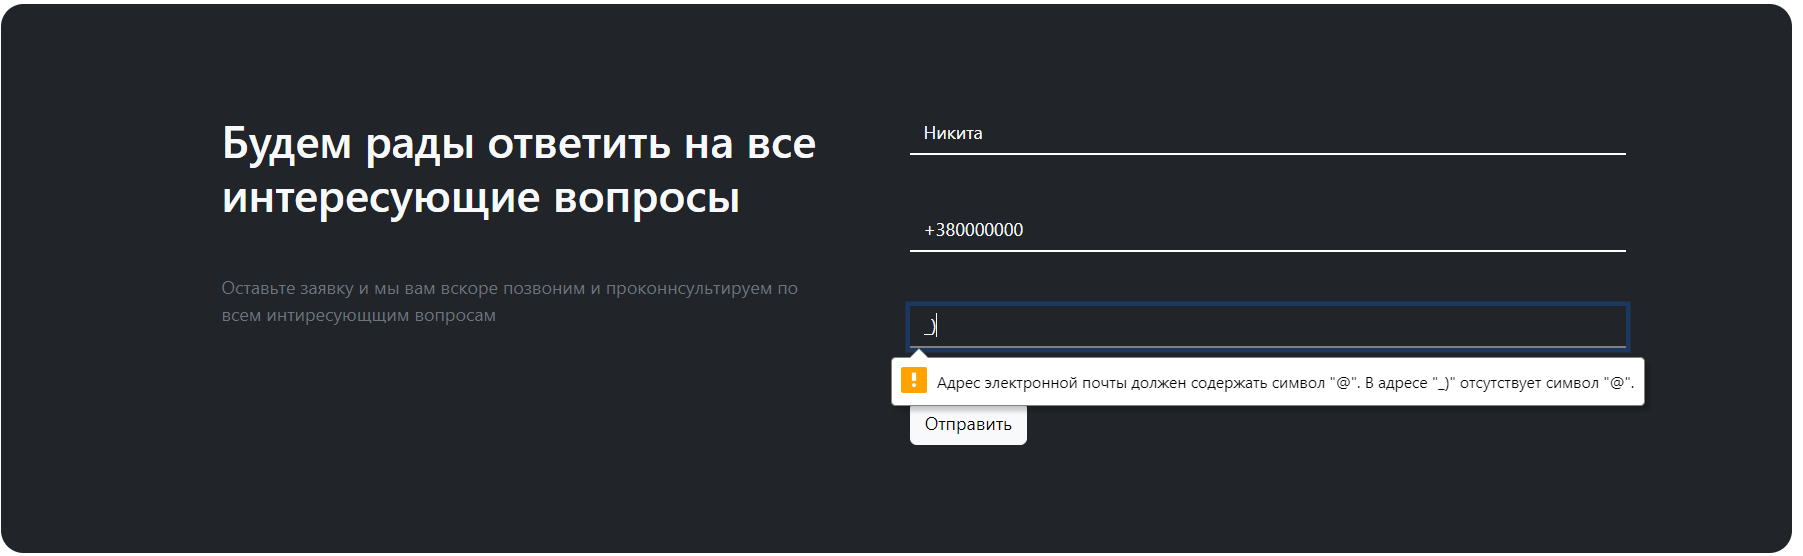 Будем рады ответить на все
интересующие вопросы
Оставьте заявку и мы вам вскоре позвоним и проконнсультируем по
всем интиресующщим вопросам
Никита
+380000000
_)
Адрес электронной почты должен содержать символ "@". В адресе "_)" отсутствует символ "@".
Отправить